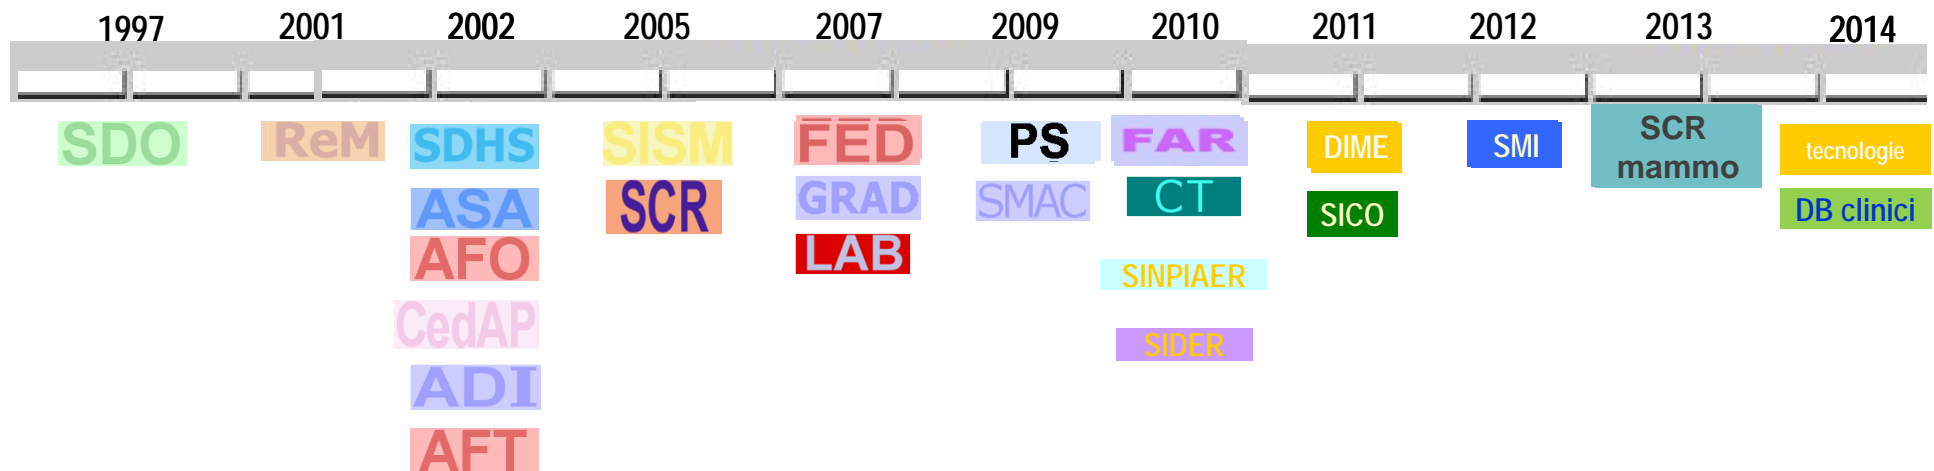 1997 2001 2002 2005 2007 2009 2010 2011 2012 2013 2014
SDO ReM SDHS SISM FED PS FAR DIME SMI SCR mammo tecnologie
ASA SCR GRAD SMAC CT SICO DB clinici
AFO LAB SINPIAER
CedAP SIDER
ADI
AFT